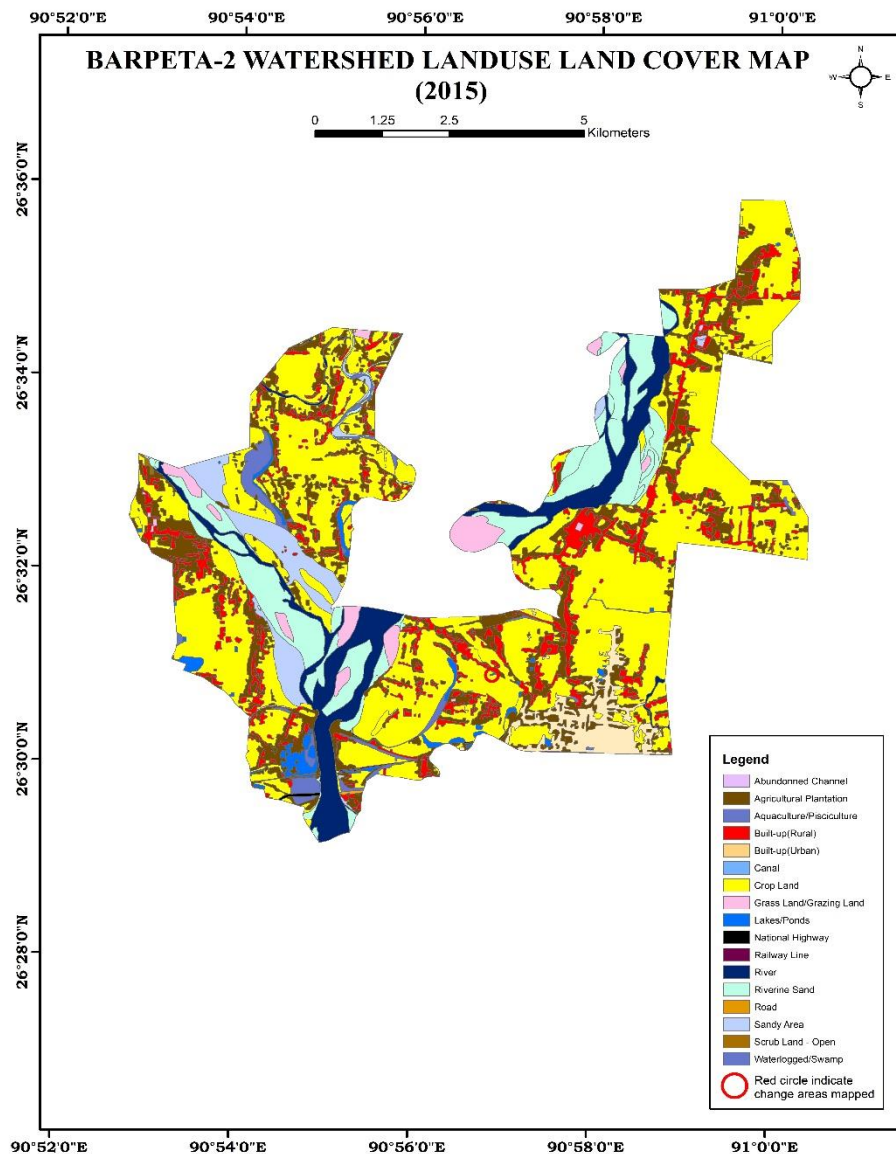 90°52'0"E 90°54'0"E 90°56'0"E 90°58'0"E 91°0'0"E
BARPETA-2 WATERSHED LANDUSE LAND COVER MAP
(2015)
N
W E
S
0 1.25 2.5 5
Kilometers
26°36'0"N
26°34'0"N
26°32'0"N
26°30'0"N
26°28'0"N
Legend
Abundonned Channel
Agricultural Plantation
Aquaculture/Pisciculture
Built-up(Rural)
Built-up(Urban)
Canal
Crop Land
Grass Land/Grazing Land
Lakes/Ponds
National Highway
Railway Line
River
Riverine Sand
Road
Sandy Area
Scrub Land - Open
Waterlogged/Swamp
Red circle indicate
change areas mapped
90°52'0"E 90°54'0"E 90°56'0"E 90°58'0"E 91°0'0"E